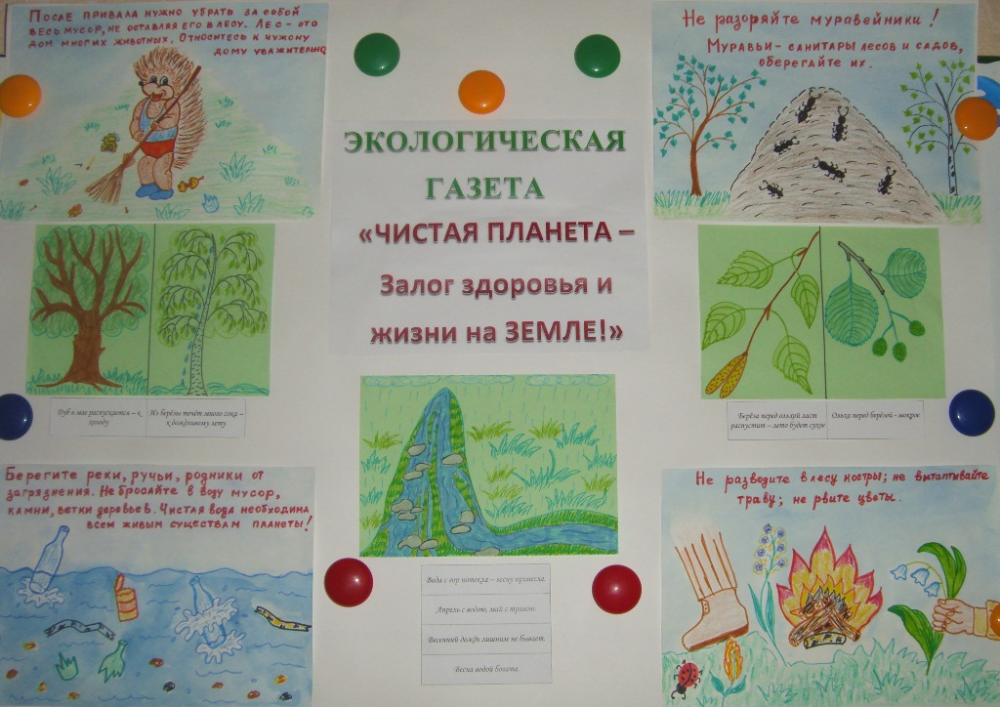 После привала нужно убрать за собой
весь мусор, не оставляя его в лесу. Лес - это
дом многих животных. Относитесь к чужому
дому уважительно
Не разоряйте муравейники!
Муравьи - санитары лесов и садов,
оберегайте их.
ЭКОЛОГИЧЕСКАЯ
ГАЗЕТА
«ЧИСТАЯ ПЛАНЕТА –
Залог здоровья и
жизни на ЗЕМЛЕ!»
Дуб в мае распускается – к
холоду
Из берёзы течёт много сока –
к дождливому лету
Берёза перед ольхой лист
распустит – лето будет сухое
Ольха перед берёзой - мокрое
Берегите реки, ручьи, родники от
загрязнения. Не бросайте в воду мусор,
камни, ветки деревьев. Чистая вода необходима
всем живым существам планеты!
Вода с гор потекла – весну принесла.
Апрель с водою, май с травою.
Весенний дождь лишним не бывает.
Весна водой богата.
Не разводите в лесу костры; не вытаптывайте
траву; не рвите цветы.